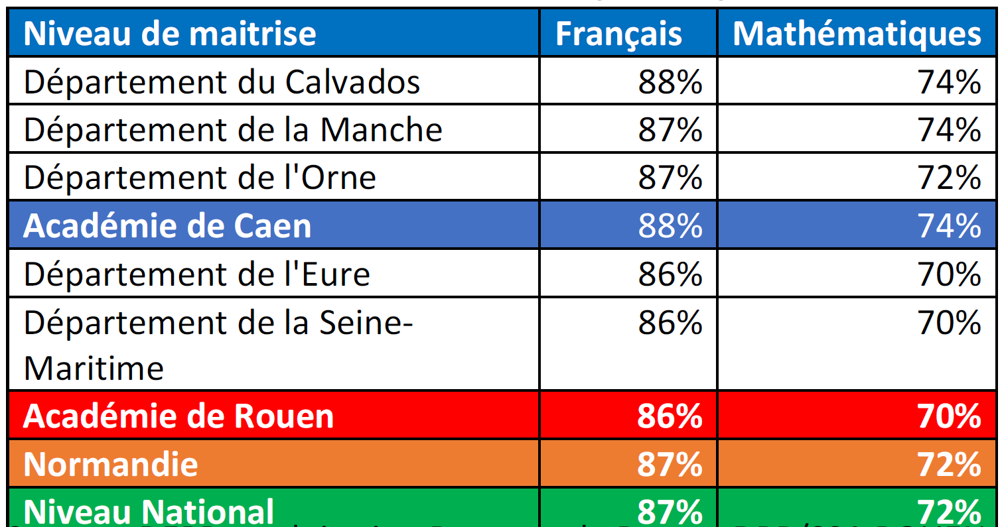 Niveau de maitrise Français Mathématiques
Département du Calvados 88% 74%
Département de la Manche 87% 74%
Département de l'Orne 87% 72%
Académie de Caen 88% 74%
Département de l'Eure 86% 70%
Département de la Seine- 86% 70%
Maritime
Académie de Rouen 86% 70%
Normandie 87% 72%
Niveau National 87% 72%